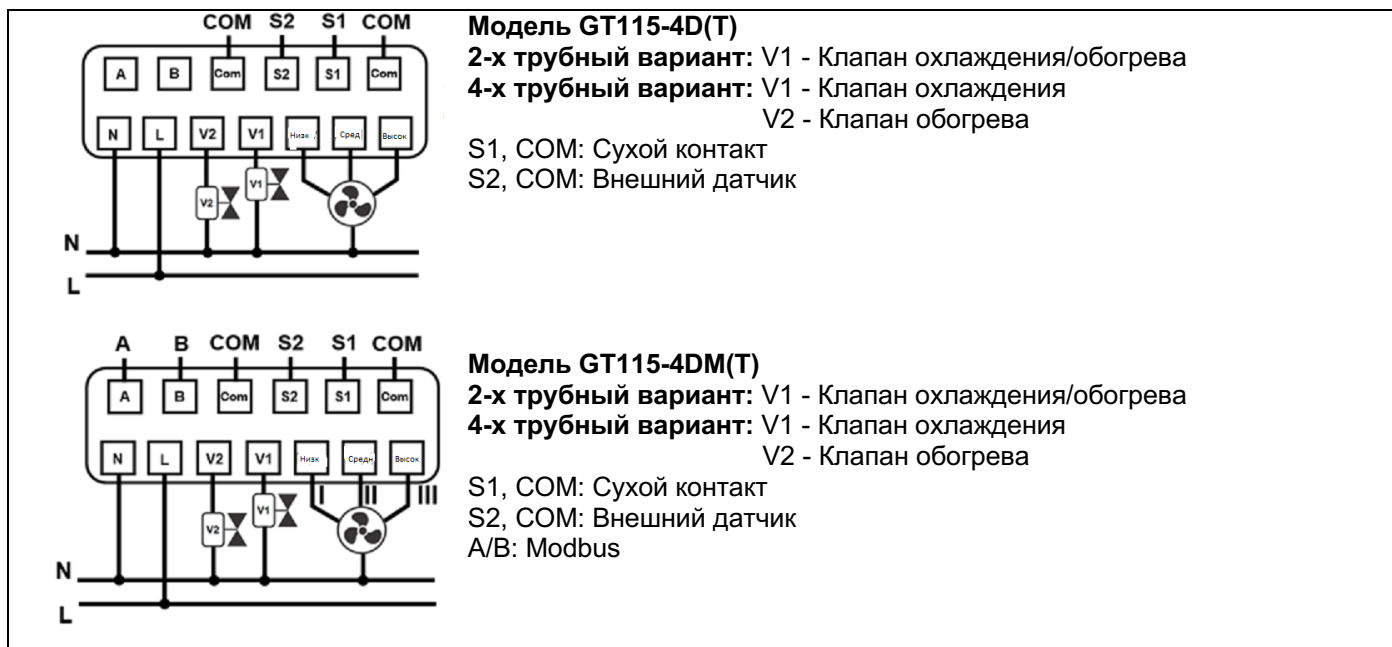 COM S2 S1 COM
A B Com S2 S1 Com
N L V2 V1 Низк Сред Высок
V2 V1
N
L
Модель GT115-4D(T)
2-х трубный вариант: V1 - Клапан охлаждения/обогрева
4-х трубный вариант: V1 - Клапан охлаждения
V2 - Клапан обогрева
S1, COM: Сухой контакт
S2, COM: Внешний датчик
A B COM S2 S1 COM
A B Com S2 S1 Com
N L V2 V1 Низк Средн Высок
I II III
V2 V1
N
L
Модель GT115-4DM(T)
2-х трубный вариант: V1 - Клапан охлаждения/обогрева
4-х трубный вариант: V1 - Клапан охлаждения
V2 - Клапан обогрева
S1, COM: Сухой контакт
S2, COM: Внешний датчик
A/B: Modbus